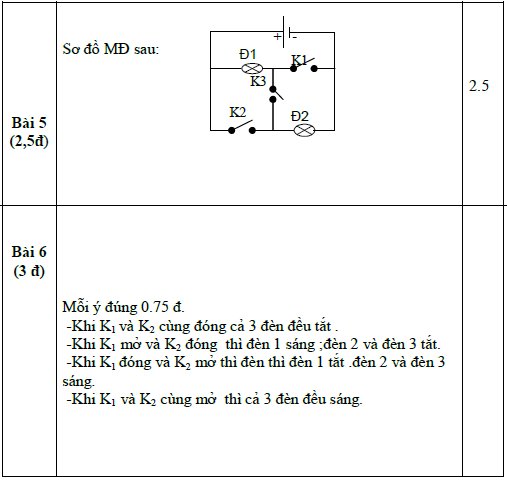 Bài 5
(2,5đ)
Sơ đồ MĐ sau:
+ -
Đ1
K1
K3
K2
Đ2
2.5
Bài 6
(3 đ)
Mỗi ý đúng 0.75 đ.
-Khi K1 và K2 cùng đóng cả 3 đèn đều tắt .
-Khi K1 mở và K2 đóng thì đèn 1 sáng ;đèn 2 và đèn 3 tắt.
-Khi K1 đóng và K2 mở thì đèn thì đèn 1 tắt .đèn 2 và đèn 3
sáng.
-Khi K1 và K2 cùng mở thì cả 3 đèn đều sáng.